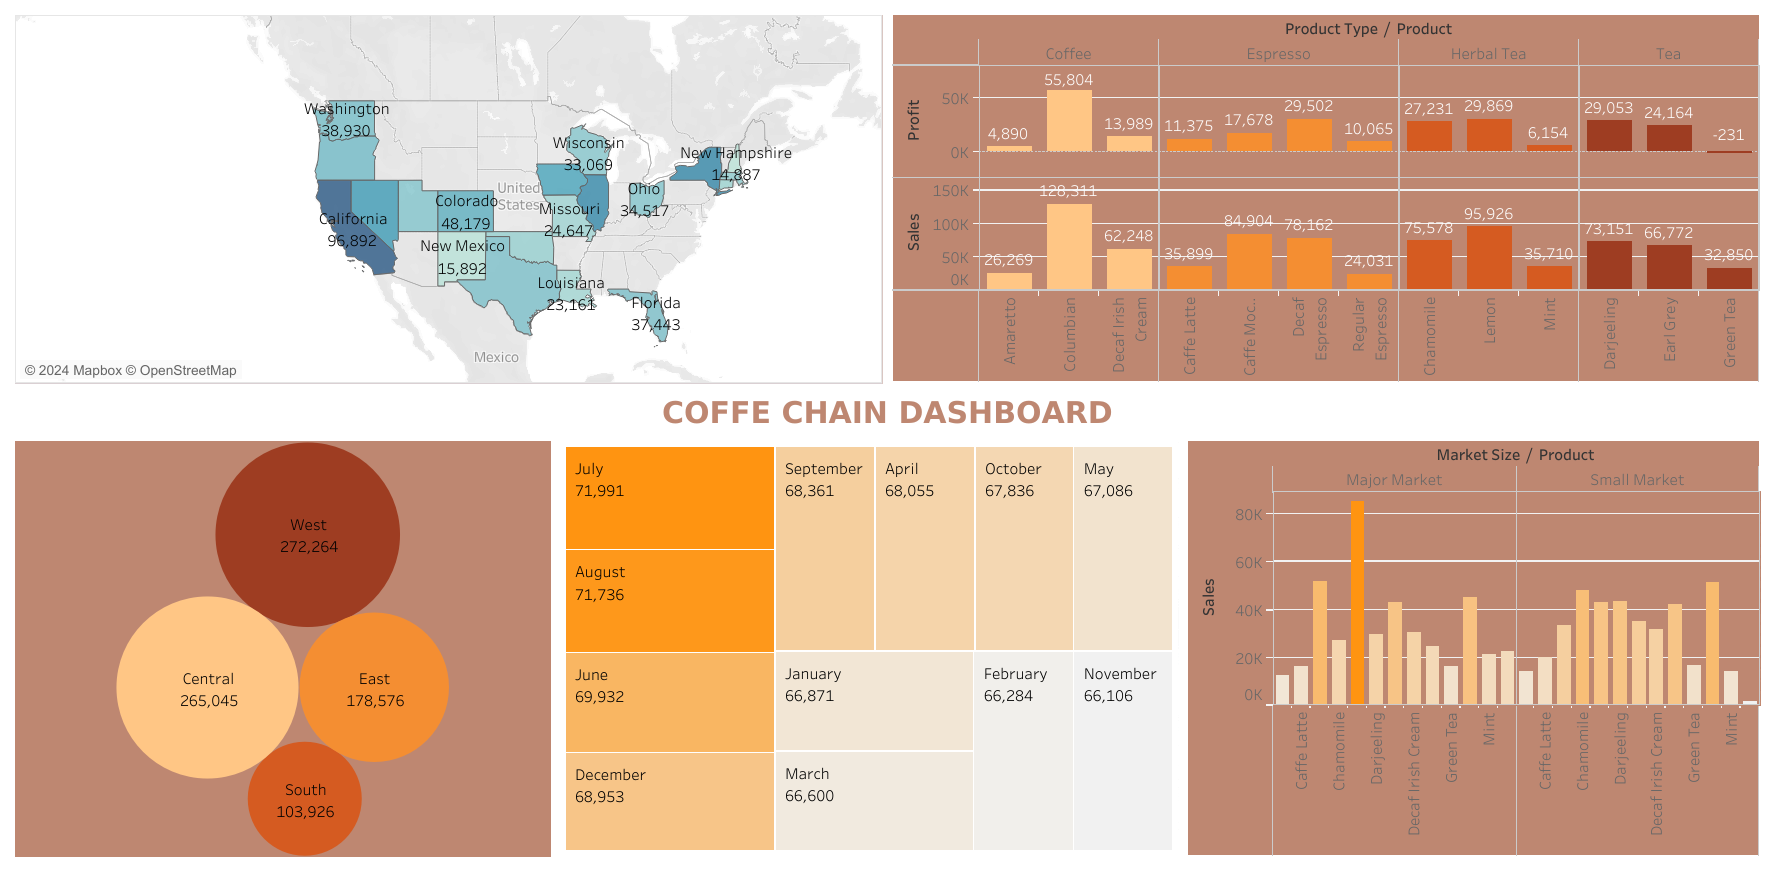 Washington
38,930
Wisconsin
33,069
New Hampshire
14,887
United
States
Colorado
48,179
Missouri
24,647
Ohio
34,517
California
96,892
New Mexico
15,892
Louisiana
23,161
Florida
37,443
Mexico
© 2024 Mapbox © OpenStreetMap
Product Type / Product
Coffee Espresso Herbal Tea Tea
Profit
50K
0K
4,890 55,804 13,989 11,375 17,678 29,502 10,065 27,231 29,869 6,154 29,053 24,164 -231
Sales
150K
100K
50K
0K
26,269 128,311 62,248 35,899 84,904 78,162 24,031 75,578 95,926 35,710 73,151 66,772 32,850
Amaretto
Columbian
Decaf Irish
Cream
Caffe Latte
Caffe Moc..
Decaf
Espresso
Regular
Espresso
Chamomile
Lemon
Mint
Darjeeling
Earl Grey
Green Tea
COFFE CHAIN DASHBOARD
West
272,264
Central
265,045
East
178,576
South
103,926
July
71,991
August
71,736
June
69,932
December
68,953
September
68,361
April
68,055
October
67,836
May
67,086
January
66,871
March
66,600
February
66,284
November
66,106
Market Size / Product
Major Market Small Market
Sales
80K
60K
40K
20K
0K
Caffe Latte
Chamomile
Darjeeling
Decaf Irish Cream
Green Tea
Mint
Caffe Latte
Chamomile
Darjeeling
Decaf Irish Cream
Green Tea
Mint